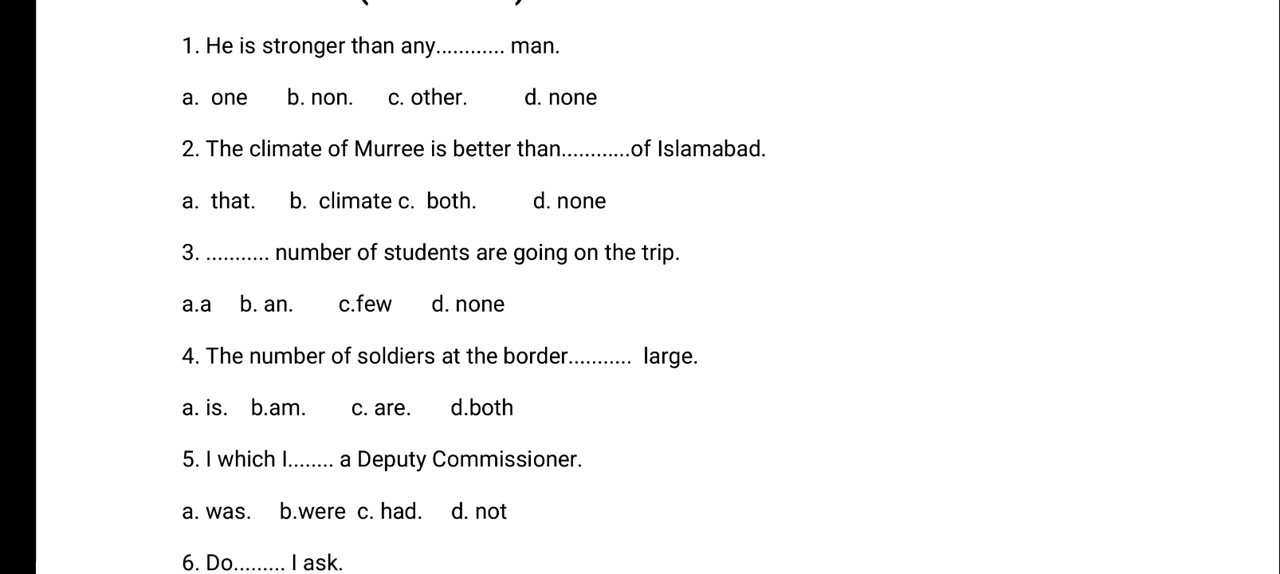 1. He is stronger than any............ man.
a. one b. non. c. other. d. none
2. The climate of Murree is better than............of Islamabad.
a. that. b. climate c. both. d. none
3. ........... number of students are going on the trip.
a.a b. an. c.few d. none
4. The number of soldiers at the border........... large.
a. is. b.am. c. are. d.both
5. I which I........ a Deputy Commissioner.
a. was. b.were c. had. d. not
6. Do......... I ask.